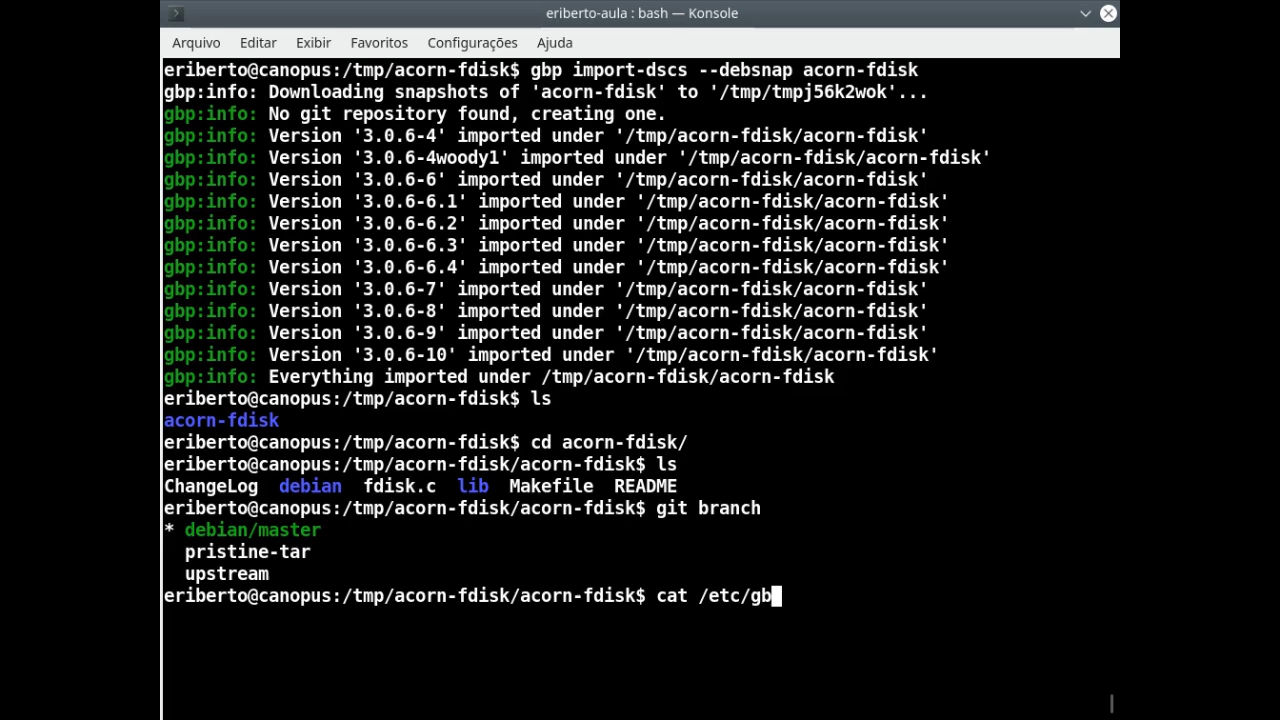 eriberto-aula : bash — Konsole
Arquivo Editar Exibir Favoritos Configurações Ajuda
eriberto@canopus:/tmp/acorn-fdisk$ gbp import-dscs --debsnap acorn-fdisk
gbp:info: Downloading snapshots of 'acorn-fdisk' to '/tmp/tmpj56k2wok'...
gbp:info: No git repository found, creating one.
gbp:info: Version '3.0.6-4' imported under '/tmp/acorn-fdisk/acorn-fdisk'
gbp:info: Version '3.0.6-4woody1' imported under '/tmp/acorn-fdisk/acorn-fdisk'
gbp:info: Version '3.0.6-6' imported under '/tmp/acorn-fdisk/acorn-fdisk'
gbp:info: Version '3.0.6-6.1' imported under '/tmp/acorn-fdisk/acorn-fdisk'
gbp:info: Version '3.0.6-6.2' imported under '/tmp/acorn-fdisk/acorn-fdisk'
gbp:info: Version '3.0.6-6.3' imported under '/tmp/acorn-fdisk/acorn-fdisk'
gbp:info: Version '3.0.6-6.4' imported under '/tmp/acorn-fdisk/acorn-fdisk'
gbp:info: Version '3.0.6-7' imported under '/tmp/acorn-fdisk/acorn-fdisk'
gbp:info: Version '3.0.6-8' imported under '/tmp/acorn-fdisk/acorn-fdisk'
gbp:info: Version '3.0.6-9' imported under '/tmp/acorn-fdisk/acorn-fdisk'
gbp:info: Version '3.0.6-10' imported under '/tmp/acorn-fdisk/acorn-fdisk'
gbp:info: Everything imported under /tmp/acorn-fdisk/acorn-fdisk
eriberto@canopus:/tmp/acorn-fdisk$ ls
acorn-fdisk
eriberto@canopus:/tmp/acorn-fdisk$ cd acorn-fdisk/
eriberto@canopus:/tmp/acorn-fdisk/acorn-fdisk$ ls
ChangeLog debian fdisk.c lib Makefile README
eriberto@canopus:/tmp/acorn-fdisk/acorn-fdisk$ git branch
* debian/master
pristine-tar
upstream
eriberto@canopus:/tmp/acorn-fdisk/acorn-fdisk$ cat /etc/gb